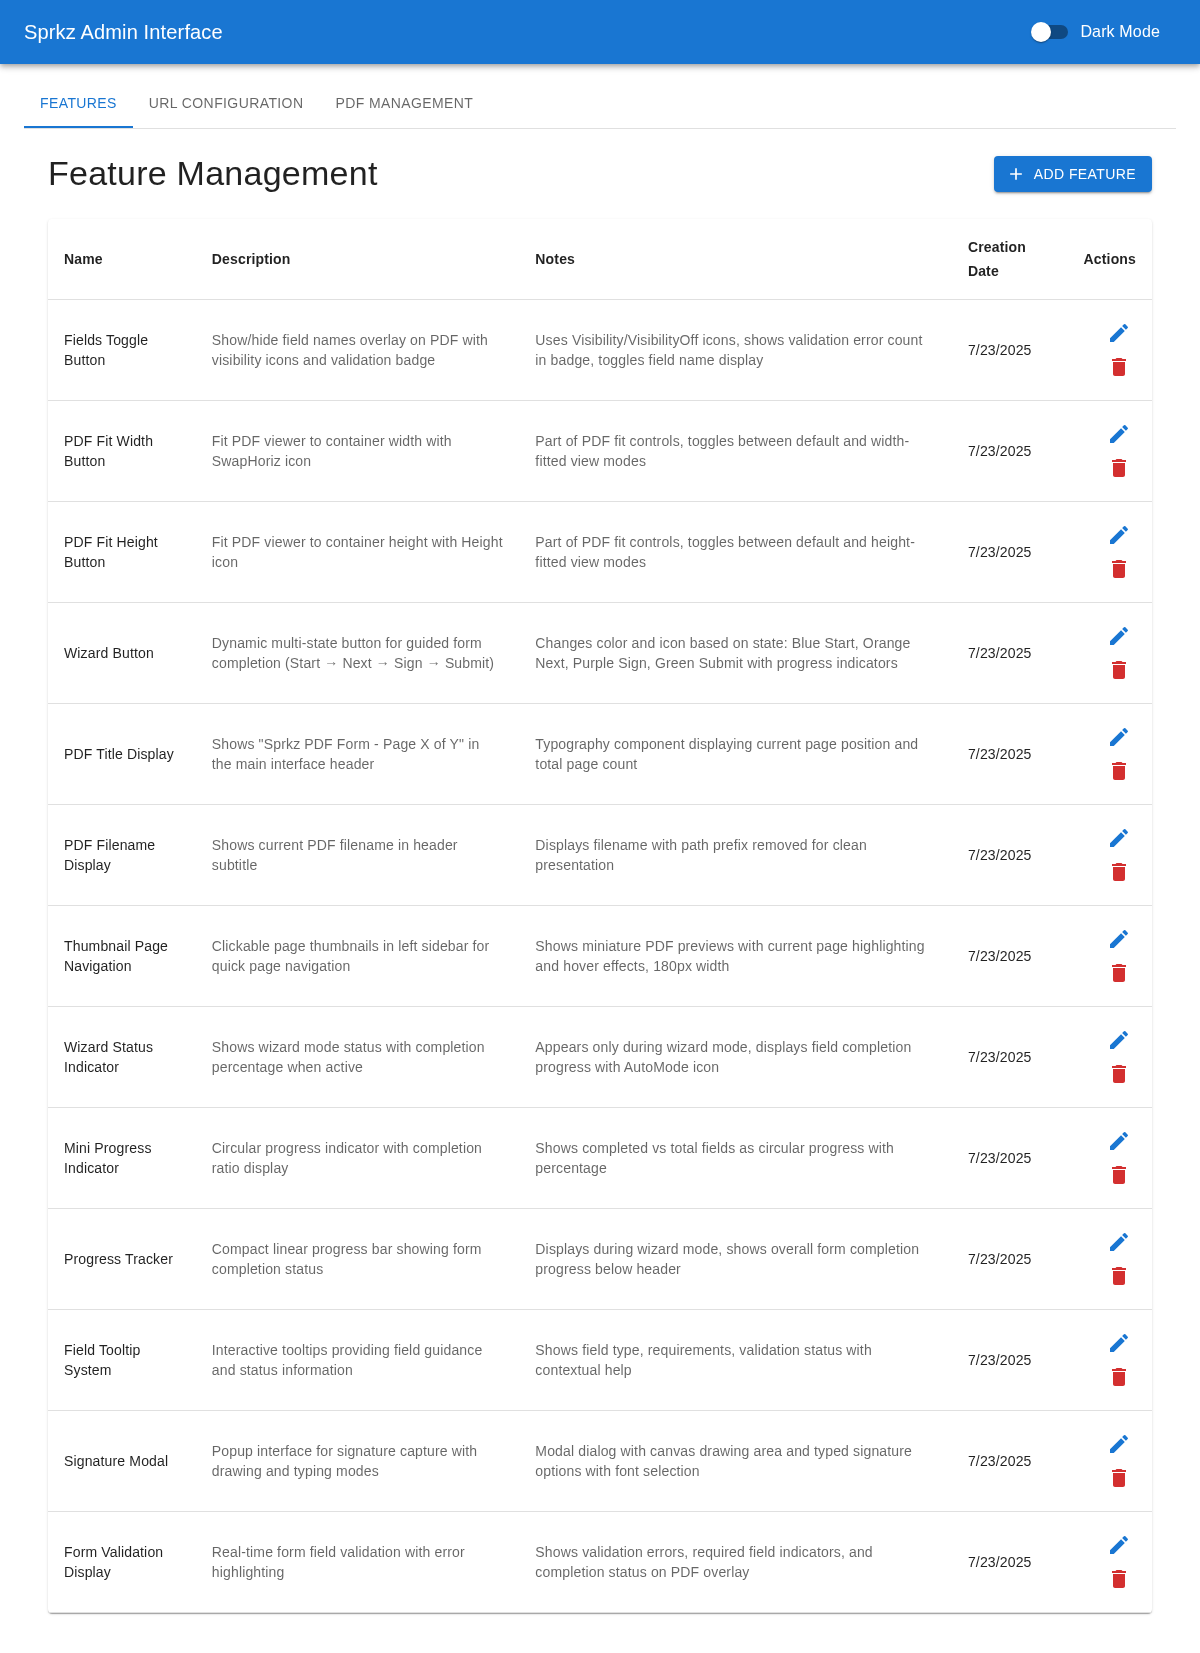 Sprkz Admin Interface
Dark Mode
FEATURES
URL CONFIGURATION
PDF MANAGEMENT
Feature Management
ADD FEATURE
Name
Description
Notes
Creation
Date
Actions
Fields Toggle
Button
Show/hide field names overlay on PDF with
visibility icons and validation badge
Uses Visibility/VisibilityOff icons, shows validation error count
in badge, toggles field name display
7/23/2025
PDF Fit Width
Button
Fit PDF viewer to container width with
SwapHoriz icon
Part of PDF fit controls, toggles between default and width-
fitted view modes
7/23/2025
PDF Fit Height
Button
Fit PDF viewer to container height with Height
icon
Part of PDF fit controls, toggles between default and height-
fitted view modes
7/23/2025
Wizard Button
Dynamic multi-state button for guided form
completion (Start → Next → Sign → Submit)
Changes color and icon based on state: Blue Start, Orange
Next, Purple Sign, Green Submit with progress indicators
7/23/2025
PDF Title Display
Shows "Sprkz PDF Form - Page X of Y" in
the main interface header
Typography component displaying current page position and
total page count
7/23/2025
PDF Filename
Display
Shows current PDF filename in header
subtitle
Displays filename with path prefix removed for clean
presentation
7/23/2025
Thumbnail Page
Navigation
Clickable page thumbnails in left sidebar for
quick page navigation
Shows miniature PDF previews with current page highlighting
and hover effects, 180px width
7/23/2025
Wizard Status
Indicator
Shows wizard mode status with completion
percentage when active
Appears only during wizard mode, displays field completion
progress with AutoMode icon
7/23/2025
Mini Progress
Indicator
Circular progress indicator with completion
ratio display
Shows completed vs total fields as circular progress with
percentage
7/23/2025
Progress Tracker
Compact linear progress bar showing form
completion status
Displays during wizard mode, shows overall form completion
progress below header
7/23/2025
Field Tooltip
System
Interactive tooltips providing field guidance
and status information
Shows field type, requirements, validation status with
contextual help
7/23/2025
Signature Modal
Popup interface for signature capture with
drawing and typing modes
Modal dialog with canvas drawing area and typed signature
options with font selection
7/23/2025
Form Validation
Display
Real-time form field validation with error
highlighting
Shows validation errors, required field indicators, and
completion status on PDF overlay
7/23/2025